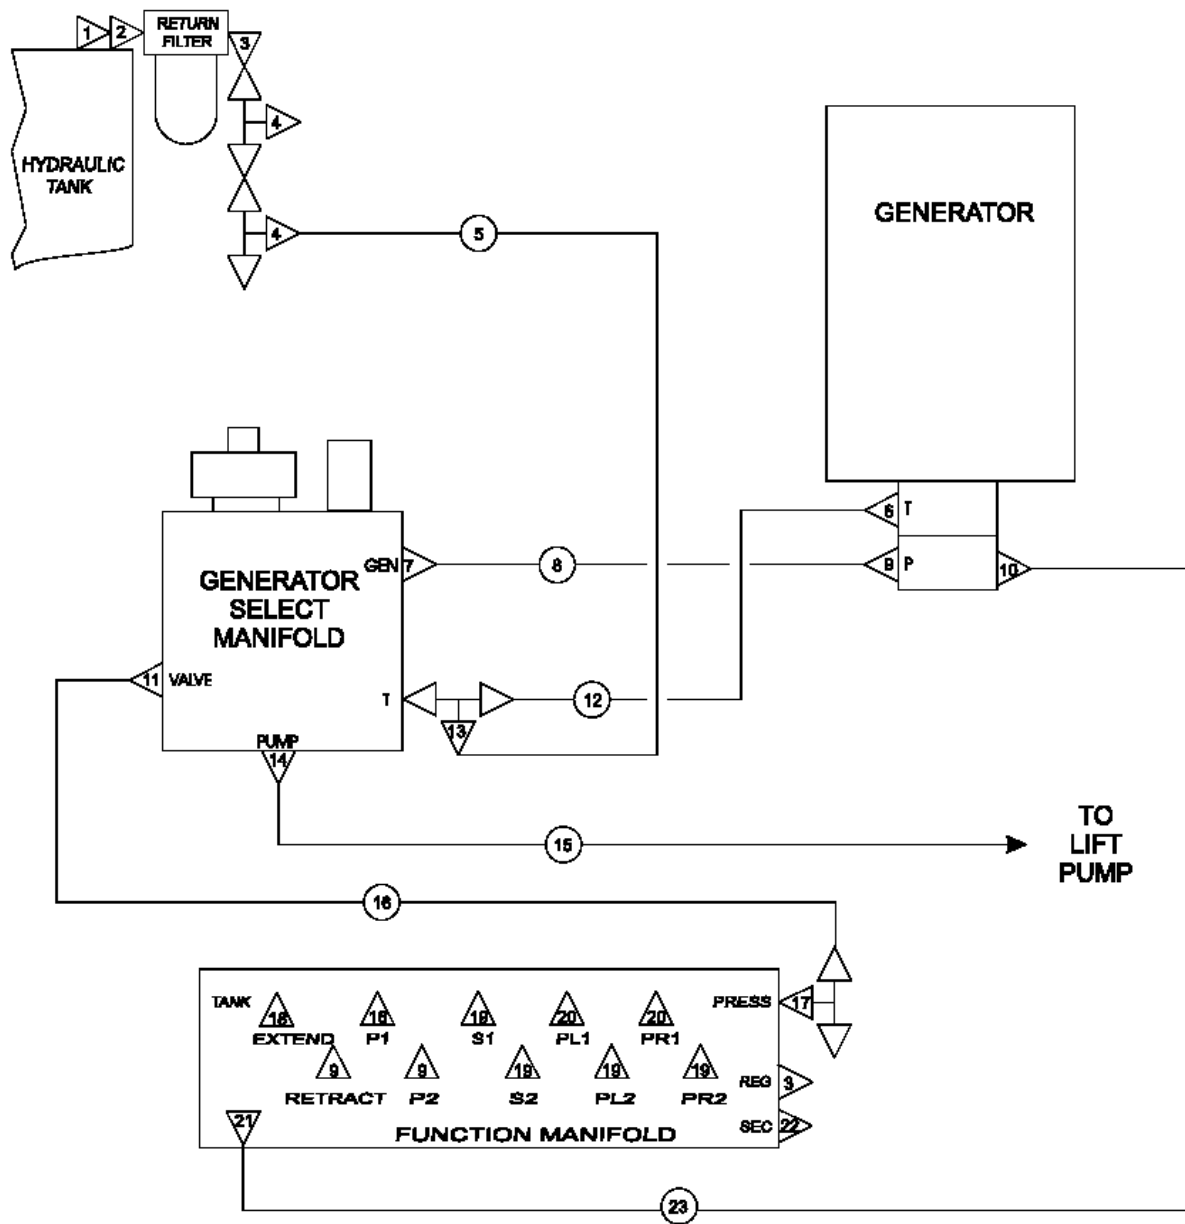 1 2 RETURN FILTER 3
4
HYDRAULIC
TANK
4 5
GENERATOR
6 T
GEN 7 8 9 P 10
GENERATOR
SELECT
MANIFOLD
11 VALVE
T 12
13
PUMP
14
15
TO
LIFT
PUMP
16
TANK 18 18 19 20 20 PRESS 17
EXTEND P1 S1 PL1 PR1
9 9 19 19 19 REG 3
RETRACT P2 S2 PL2 PR2
21 SEC 22
FUNCTION MANIFOLD
23